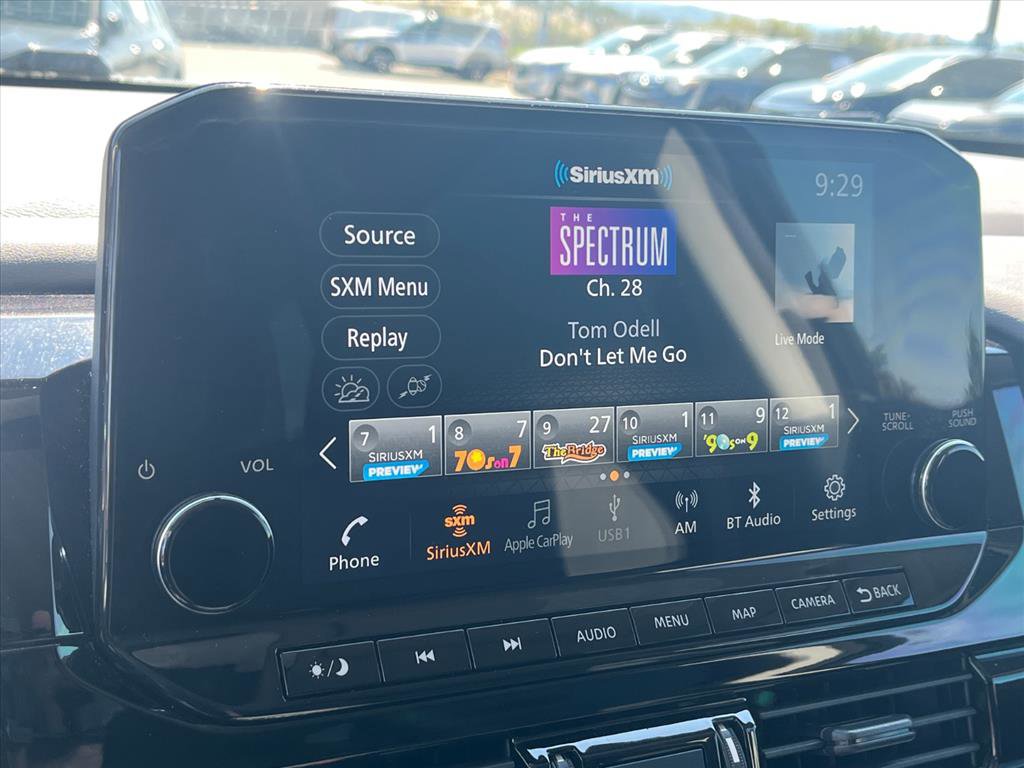 SiriusXM
9:29
Source
THE
SPECTRUM
SXM Menu
Ch. 28
Replay
Tom Odell
Don't Let Me Go
Live Mode
7 1
SIRIUSXM
PREVIEW
8 7
70s on 7
9 27
The Bridge
10 1
SIRIUSXM
PREVIEW
11 9
'90s on 9
12 1
SIRIUSXM
PREVIEW
TUNE-
SCROLL
PUSH
SOUND
VOL
Phone
sxm
SiriusXM
Apple CarPlay
USB1
AM
BT Audio
Settings
AUDIO
MENU
MAP
CAMERA
BACK